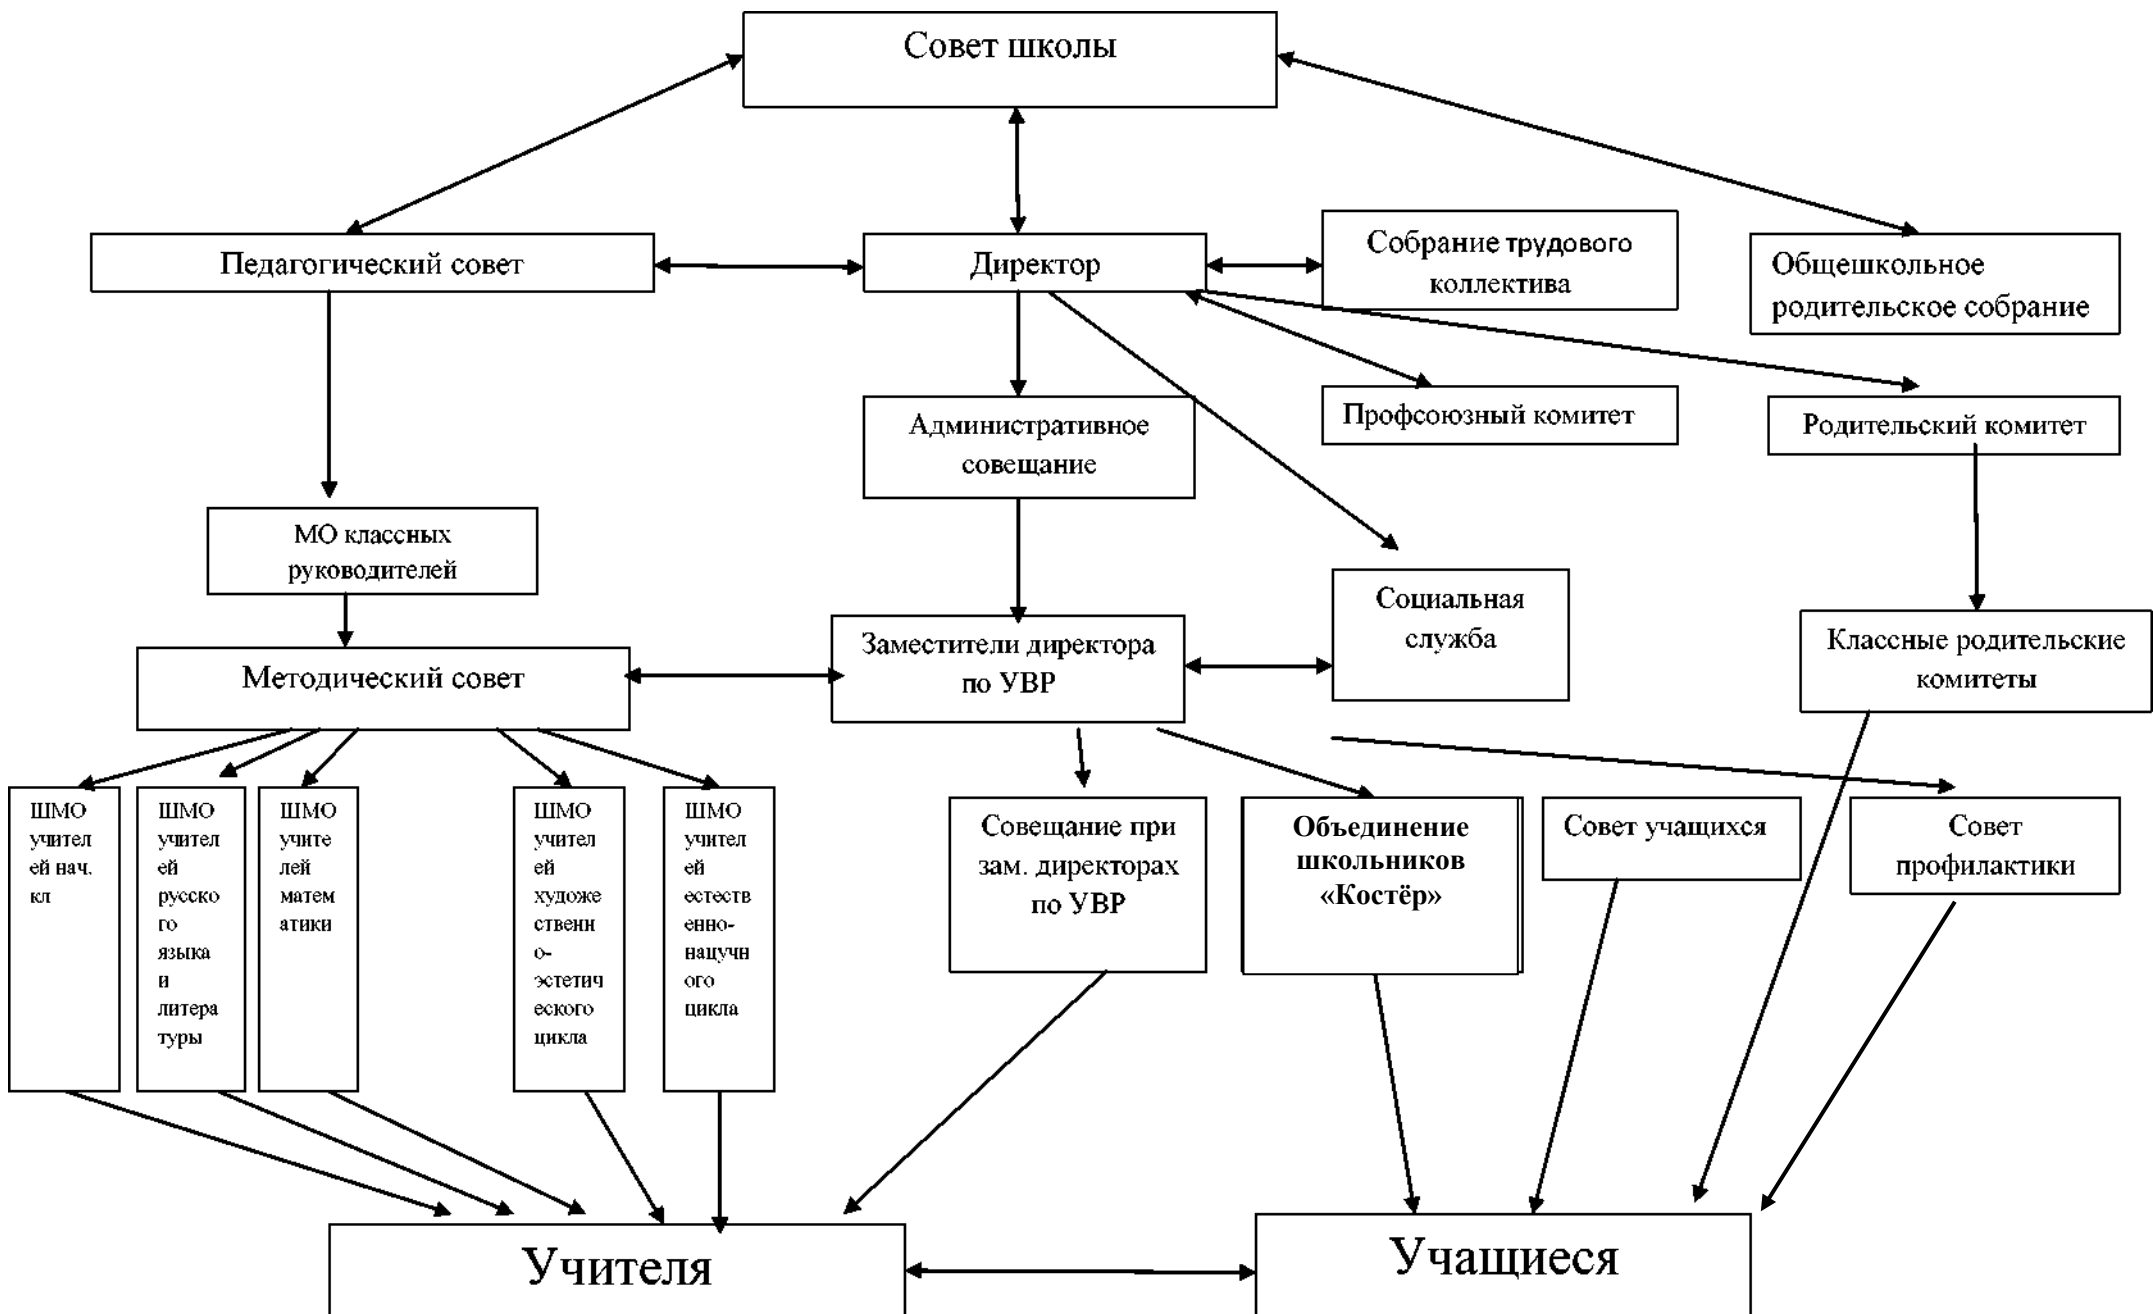 Совет школы
Педагогический совет
Директор
Собрание трудового
коллектива
Общешкольное
родительское собрание
Административное
совещание
Профсоюзный комитет
Родительский комитет
МО классных
руководителей
Социальная
служба
Методический совет
Заместители директора
по УВР
Классные родительские
комитеты
ШМО
учител
ей нач.
кл
ШМО
учител
ей
русско
го
языка
и
литера
туры
ШМО
учите
лей
матем
атики
ШМО
учител
ей
художе
ственн
о-
эстетич
еского
цикла
ШМО
учител
ей
естеств
енно-
нацучн
ого
цикла
Совещание при
зам. директорах
по УВР
Объединение
школьников
«Костёр»
Совет учащихся
Совет
профилактики
Учителя
Учащиеся